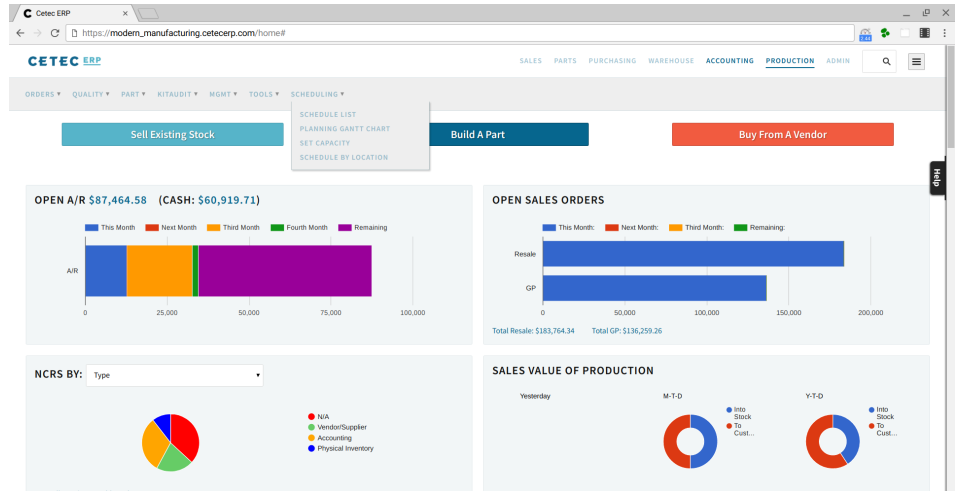 Cetec ERP
https://modern_manufacturing.cetecerp.com/home#
2.44
CETEC ERP
SALES PARTS PURCHASING WAREHOUSE ACCOUNTING PRODUCTION ADMIN
ORDERS QUALITY PART KITAUDIT MGMT TOOLS SCHEDULING
SCHEDULE LIST
PLANNING GANTT CHART
SET CAPACITY
SCHEDULE BY LOCATION
Sell Existing Stock
Build A Part
Buy From A Vendor
Help
OPEN A/R $87,464.58 (CASH: $60,919.71)
This Month Next Month Third Month Fourth Month Remaining
A/R
0 25,000 50,000 75,000 100,000
OPEN SALES ORDERS
This Month: Next Month: Third Month: Remaining:
Resale
GP
0 50,000 100,000 150,000 200,000
Total Resale: $183,764.34 Total GP: $136,259.26
NCRS BY: Type
N/A
Vendor/Supplier
Accounting
Physical Inventory
SALES VALUE OF PRODUCTION
Yesterday
M-T-D
Into
Stock
To
Cust...
Y-T-D
Into
Stock
To
Cust...